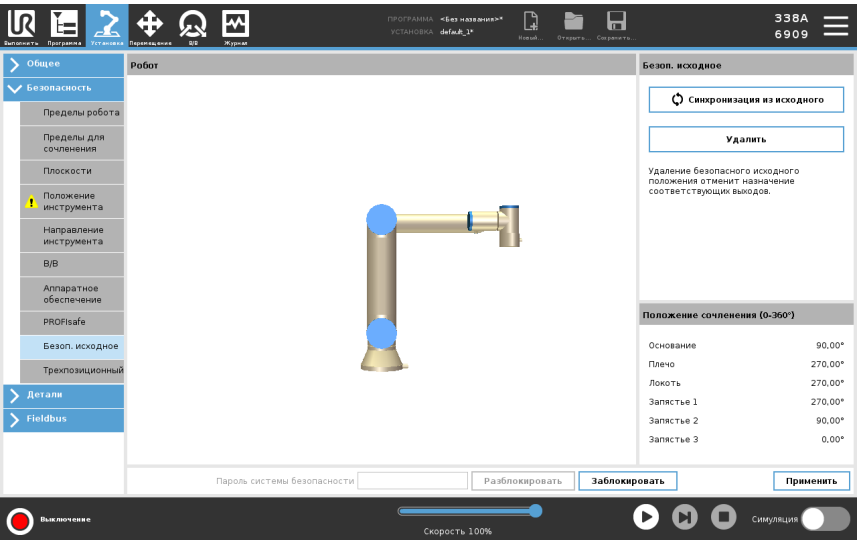 ПРОГРАММА <Без названия>*
УСТАНОВКА default_1*
338A
6909
Выполнить Программа Установка Перемещение В/В Журнал
Новый... Открыть... Сохранить...
Общее
Безопасность
Пределы робота
Пределы для
сочленения
Плоскости
Положение
инструмента
Направление
инструмента
В/В
Аппаратное
обеспечение
PROFIsafe
Безоп. исходное
Трехпозиционный
Детали
Fieldbus
Робот
Безоп. исходное
Синхронизация из исходного
Удалить
Удаление безопасного исходного
положения отменит назначение
соответствующих выходов.
Положение сочленения (0-360°)
Основание 90,00°
Плечо 270,00°
Локоть 270,00°
Запястье 1 270,00°
Запястье 2 90,00°
Запястье 3 0,00°
Пароль системы безопасности Разблокировать Заблокировать Применить
Выключение
Скорость 100%
Симуляция